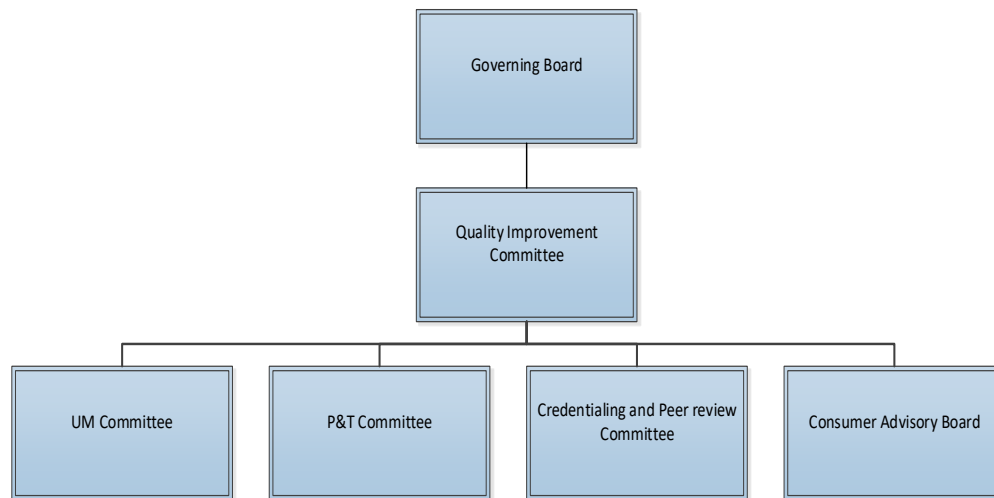 Governing Board
Quality Improvement
Committee
UM Committee
P&T Committee
Credentialing and Peer review
Committee
Consumer Advisory Board